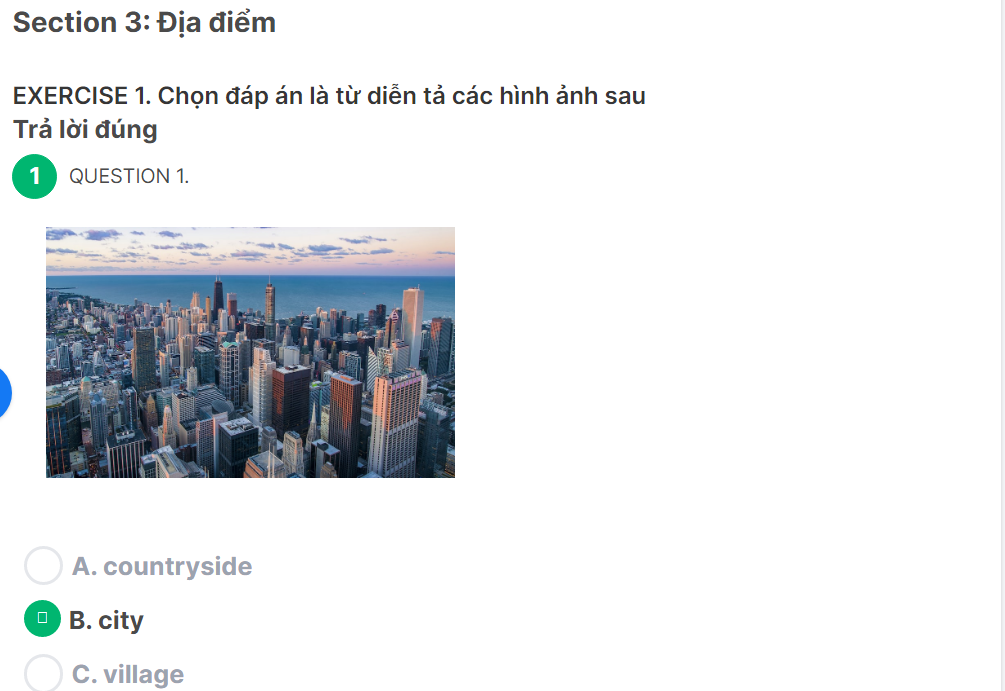 Section 3: Địa điểm
EXERCISE 1. Chọn đáp án là từ diễn tả các hình ảnh sau
Trả lời đúng
1 QUESTION 1.
A. countryside
B. city
C. village